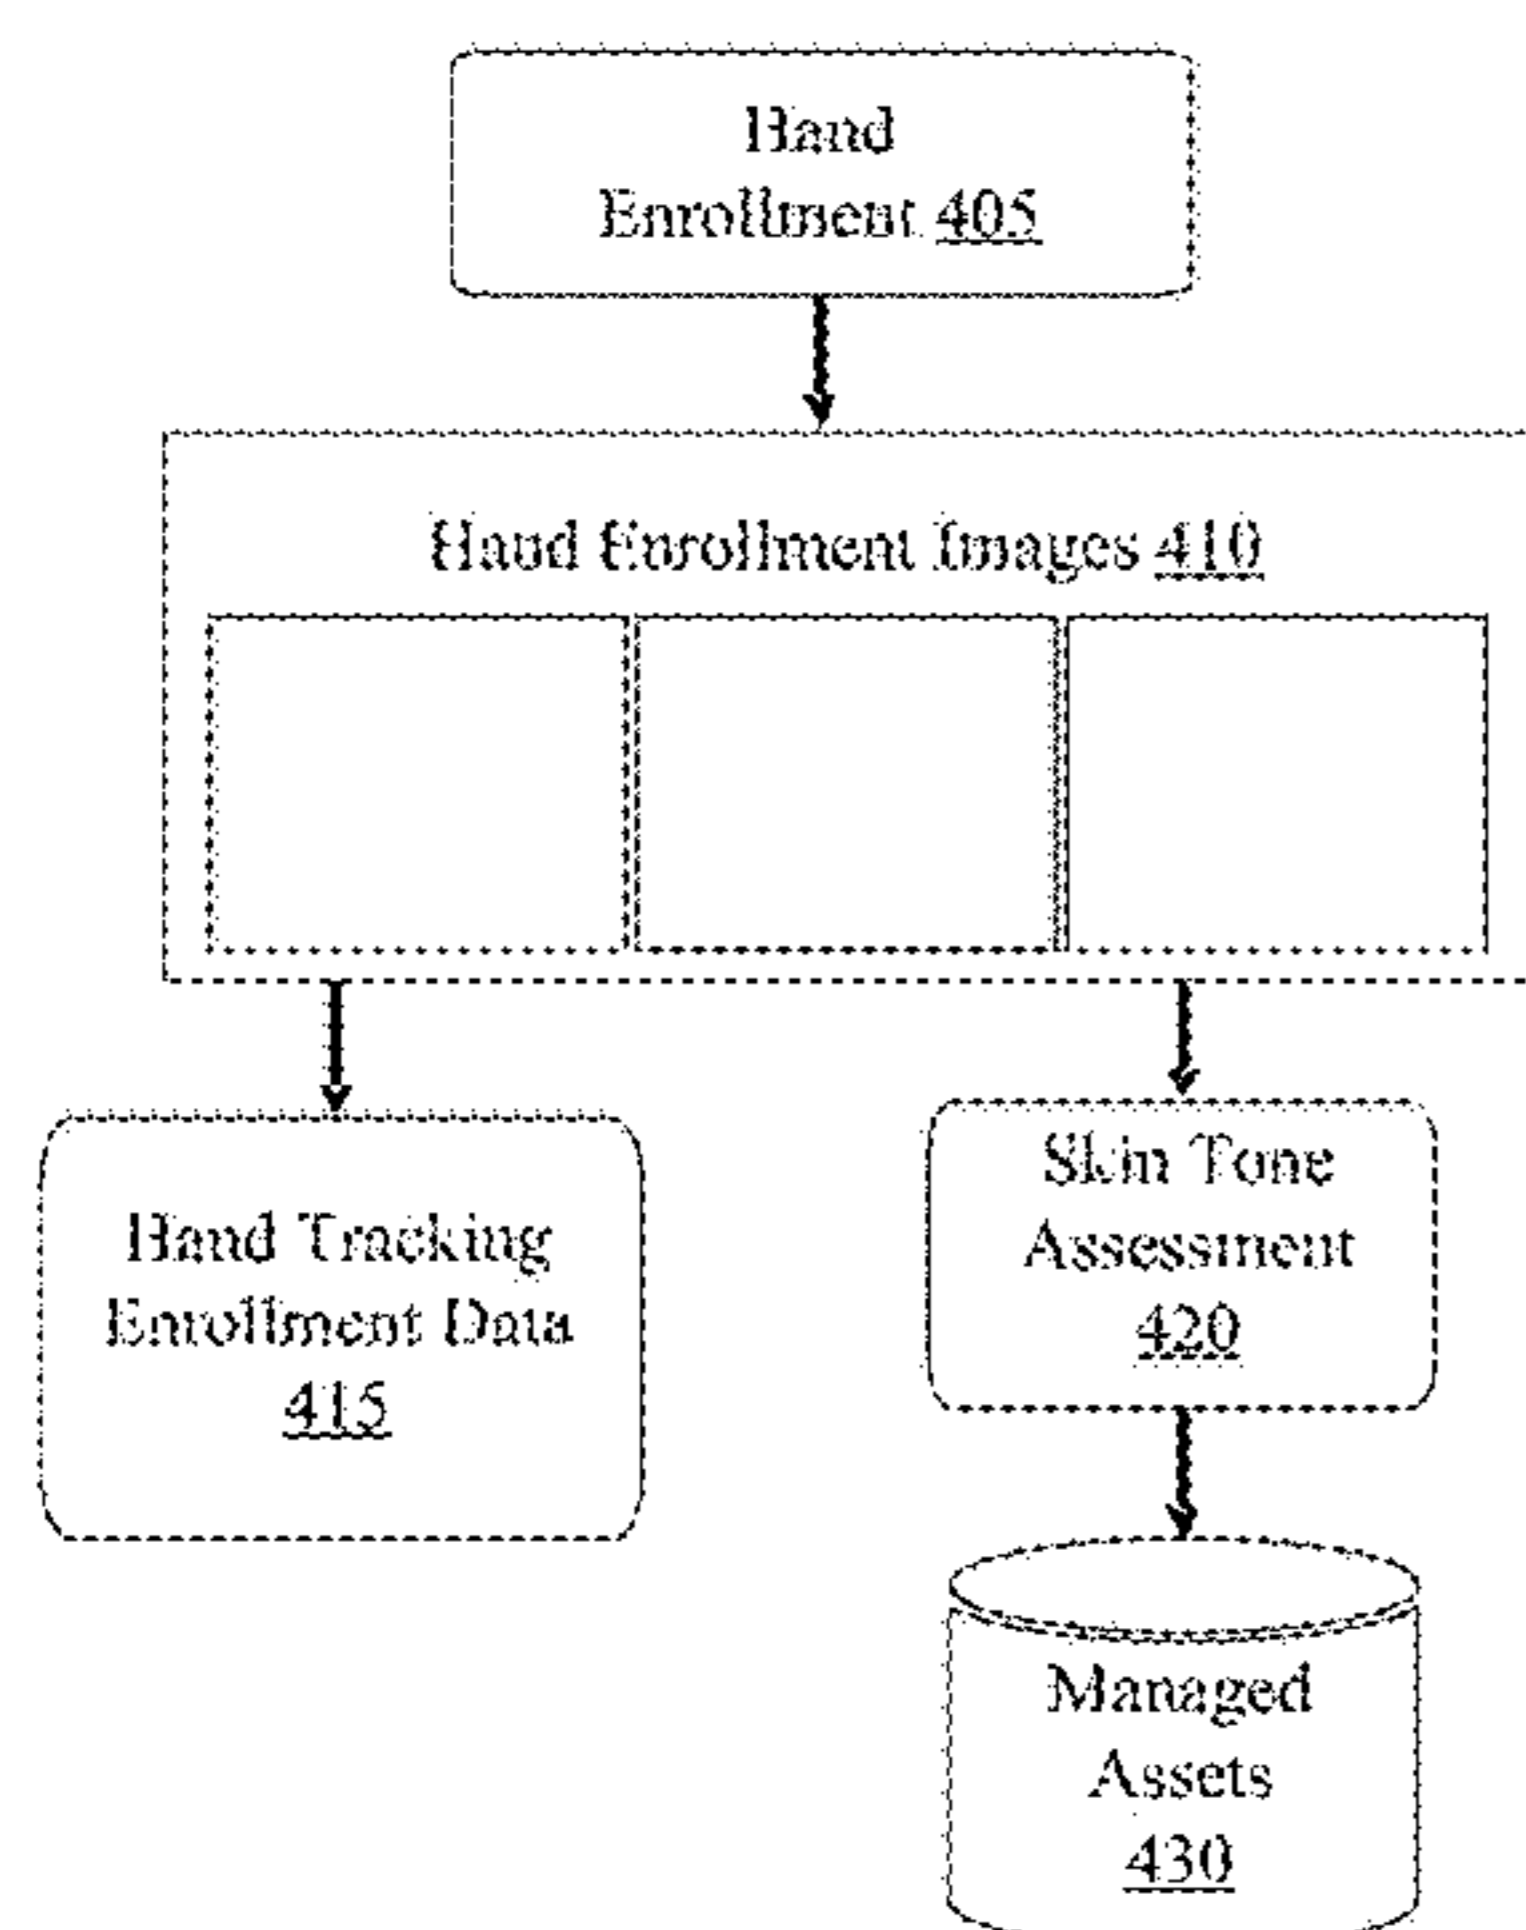 Hand
Enrollment 405
Hand Enrollment Images 410
Hand Tracking
Enrollment Data
415
Skin Tone
Assessment
420
Managed
Assets
430